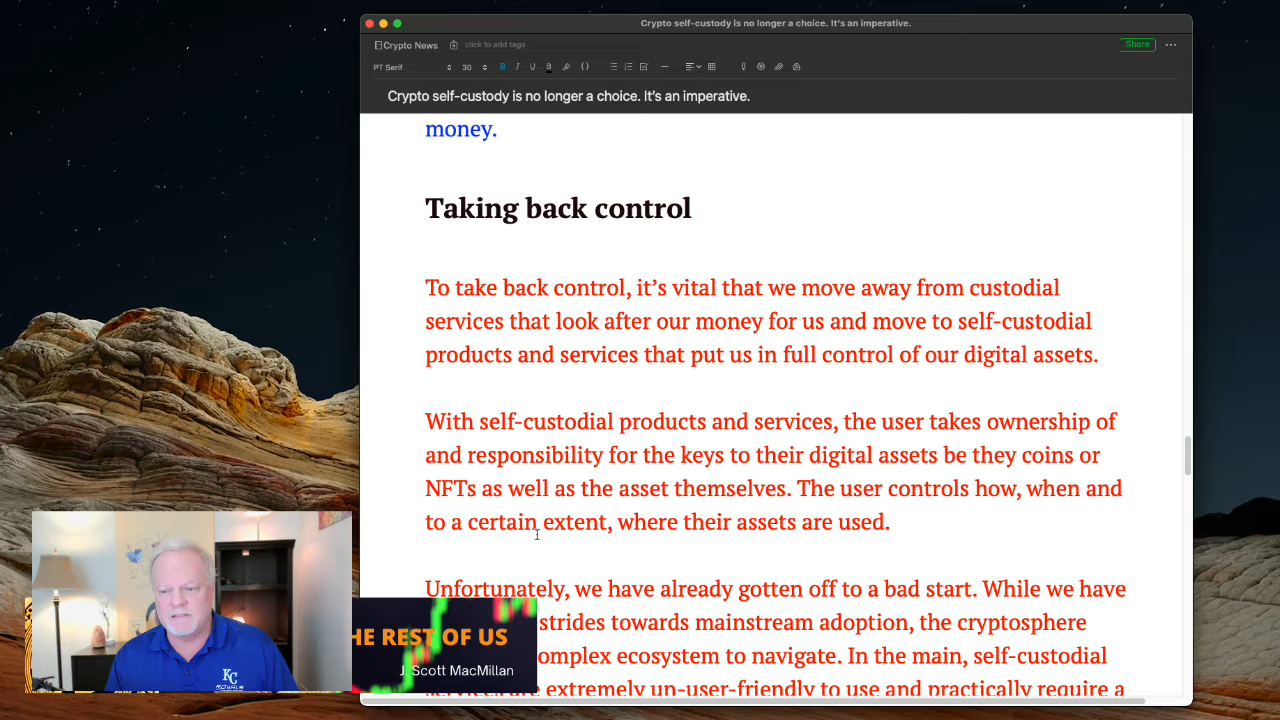 Crypto self-custody is no longer a choice. It's an imperative.
Crypto News
click to add tags
Share
PT Serif
30
B I U a
Crypto self-custody is no longer a choice. It's an imperative.
money.
Taking back control
To take back control, it's vital that we move away from custodial
services that look after our money for us and move to self-custodial
products and services that put us in full control of our digital assets.
With self-custodial products and services, the user takes ownership of
and responsibility for the keys to their digital assets be they coins or
NFTs as well as the asset themselves. The user controls how, when and
to a certain extent, where their assets are used.
Unfortunately, we have already gotten off to a bad start. While we have
strides towards mainstream adoption, the cryptosphere
omplex ecosystem to navigate. In the main, self-custodial
services are extremely un-user-friendly to use and practically require a
HE REST OF US
J. Scott MacMillan
KC
ROYALS